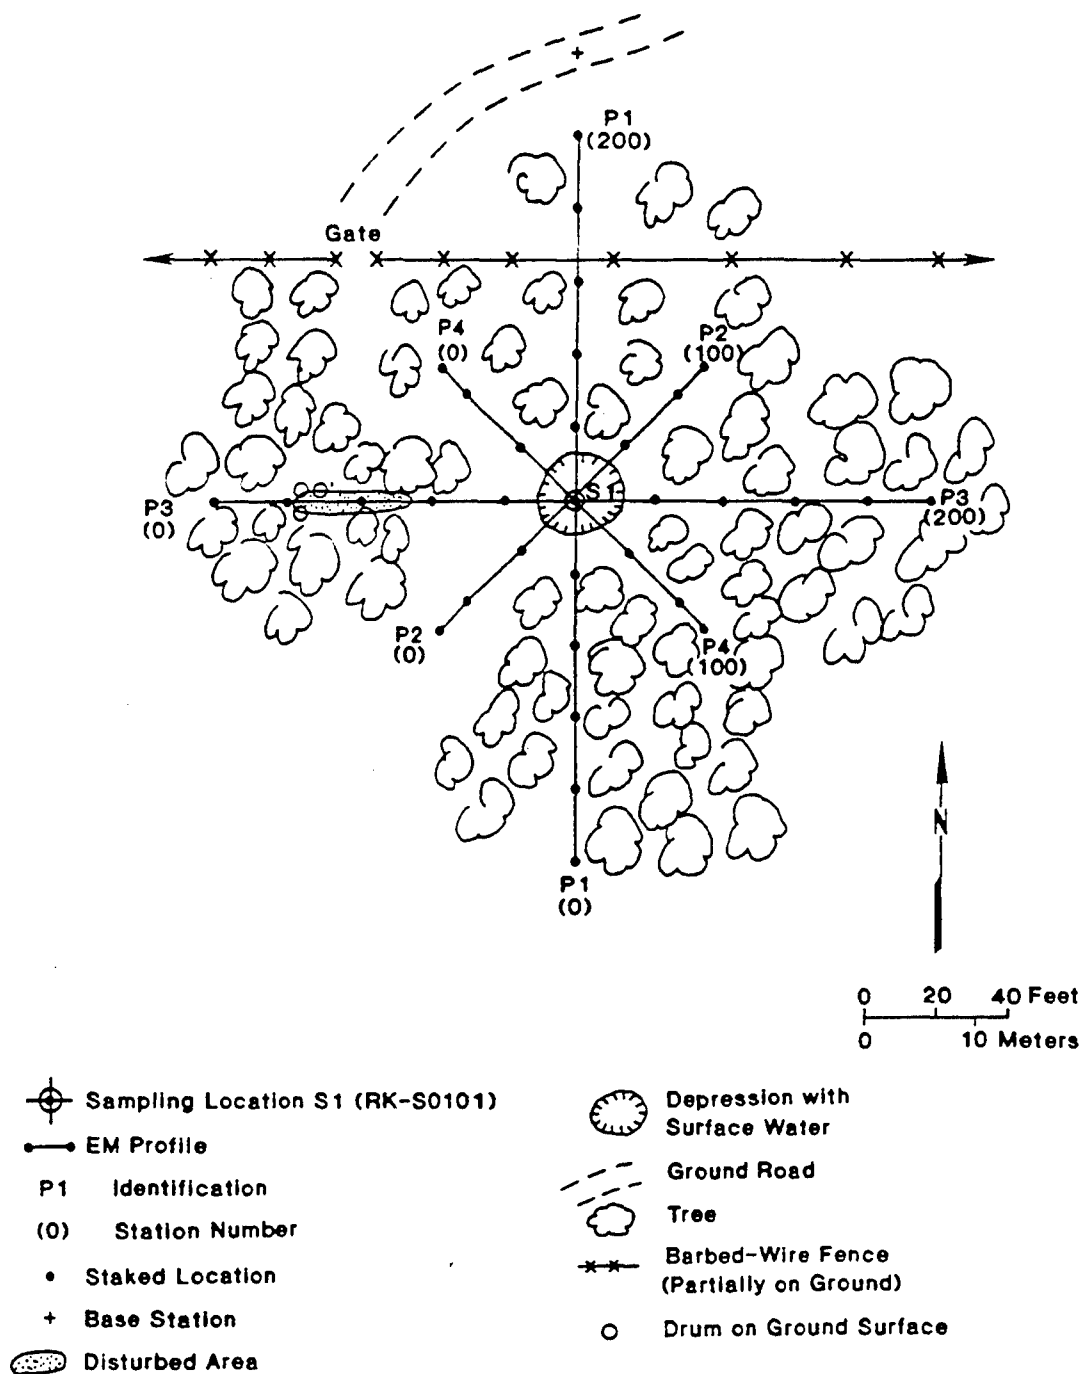 P1
(200)
Gate
P4
(0)
P2
(100)
S1
P3
(0)
P3
(200)
P2
(0)
P4
(100)
P1
(0)
N
0 20 40 Feet
0 10 Meters
Sampling Location S1 (RK-S0101)
EM Profile
P1 Identification
(0) Station Number
Staked Location
Base Station
Disturbed Area
Depression with
Surface Water
Ground Road
Tree
Barbed-Wire Fence
(Partially on Ground)
Drum on Ground Surface